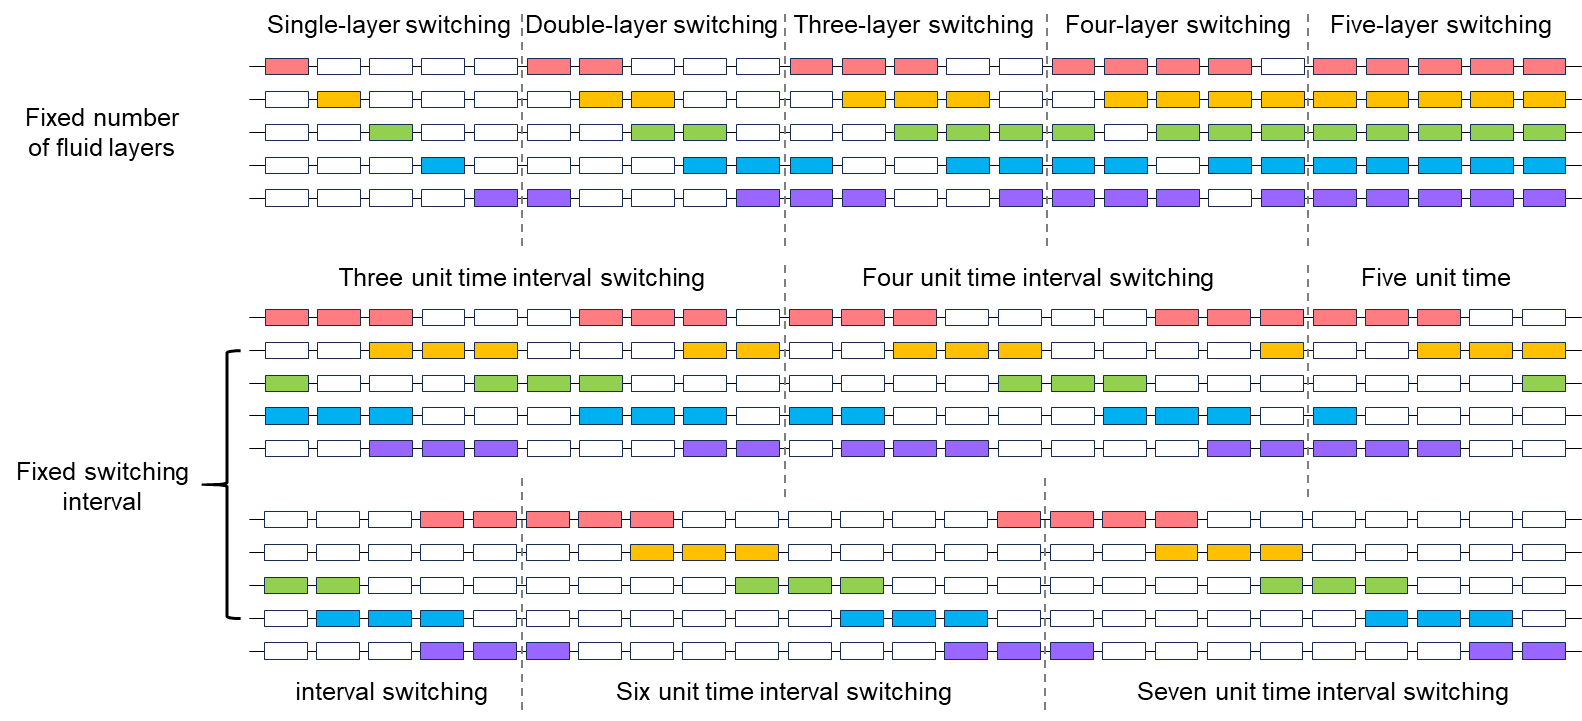 Single-layer switching
Double-layer switching
Three-layer switching
Four-layer switching
Five-layer switching
Fixed number
of fluid layers
Three unit time interval switching
Four unit time interval switching
Five unit time
Fixed switching
interval
interval switching
Six unit time interval switching
Seven unit time interval switching